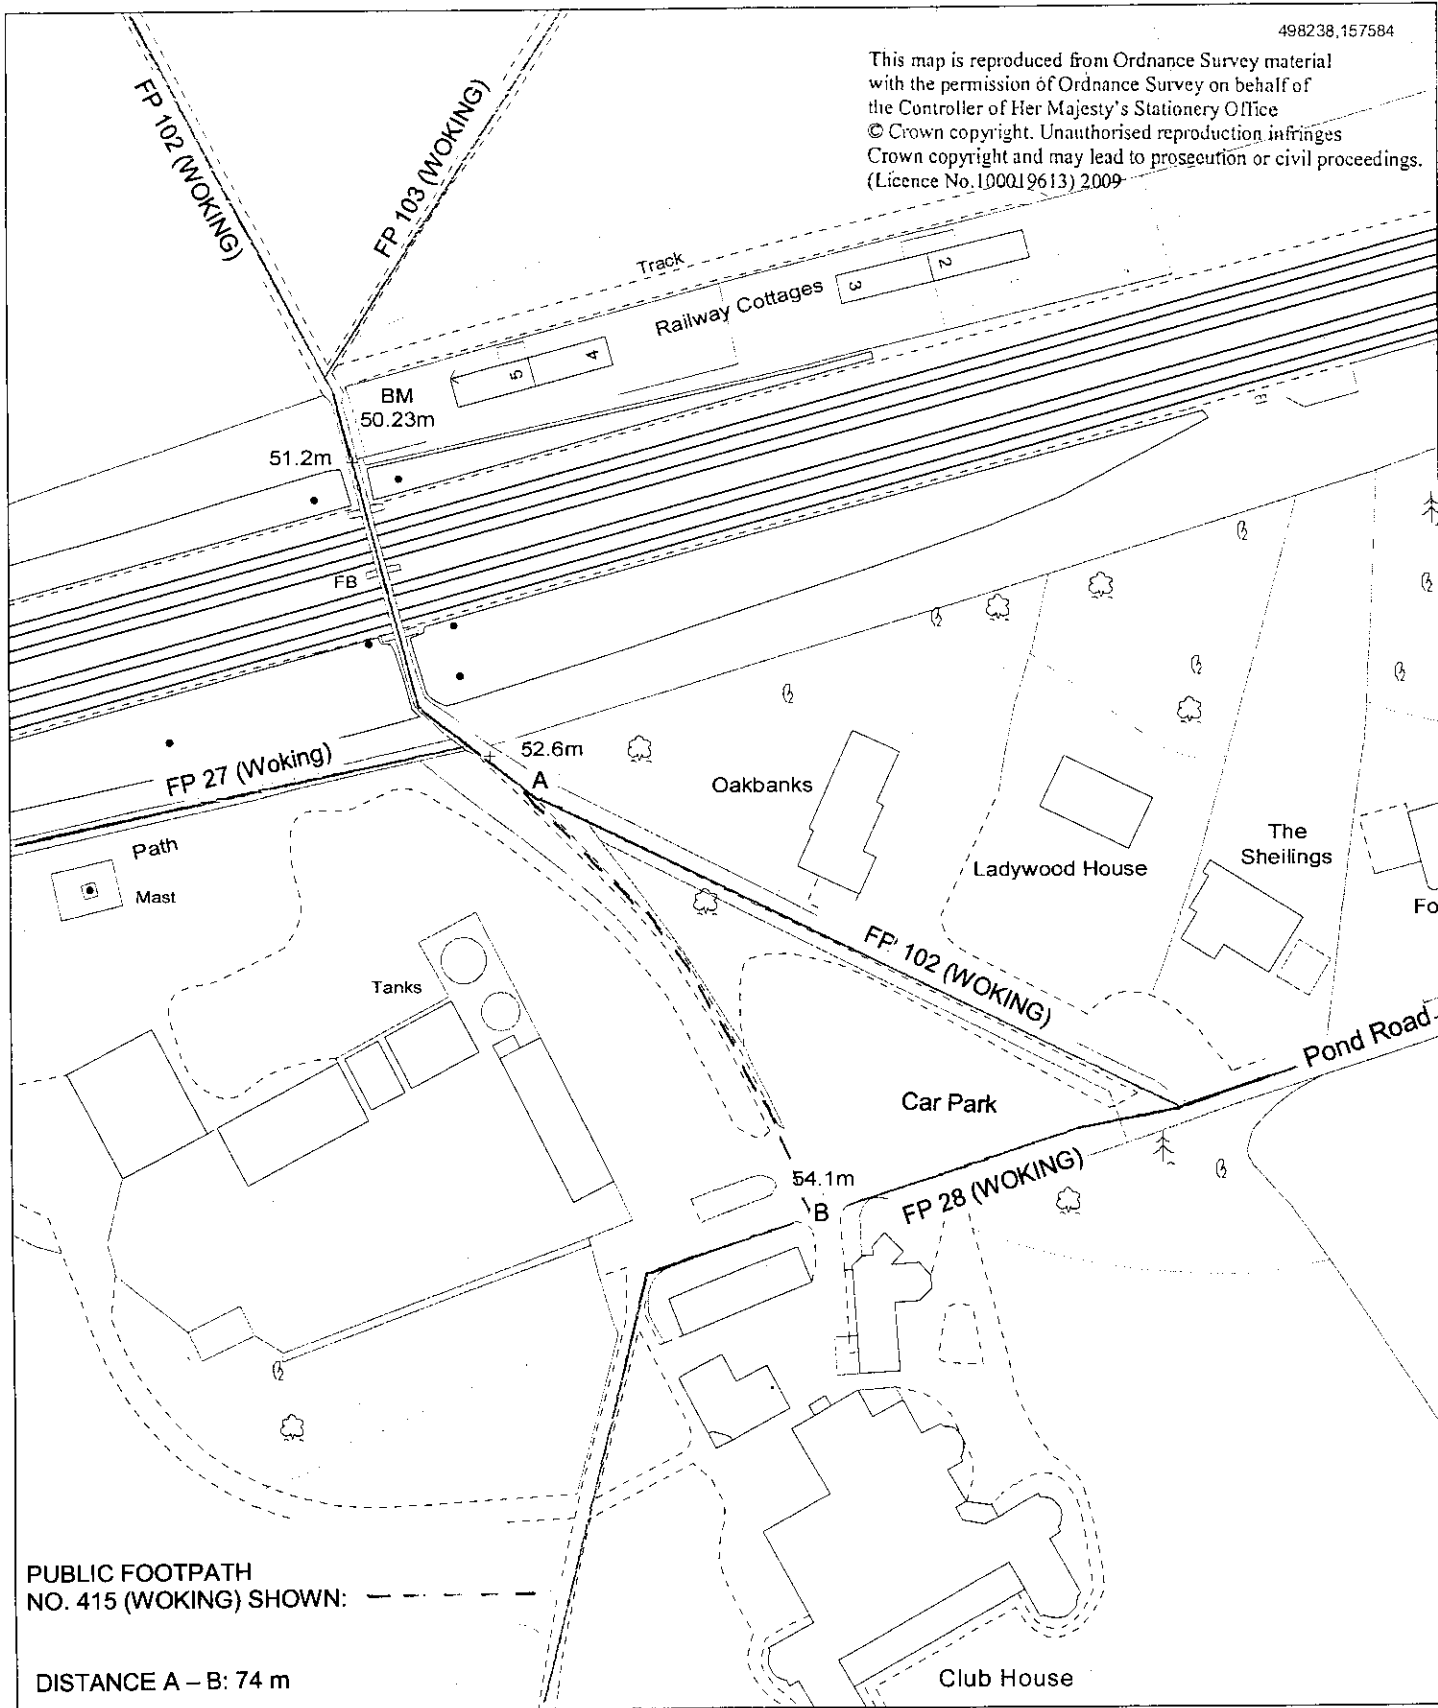 498238,157584
This map is reproduced from Ordnance Survey material
with the permission of Ordnance Survey on behalf of
the Controller of Her Majesty's Stationery Office
© Crown copyright. Unauthorised reproduction infringes
Crown copyright and may lead to prosecution or civil proceedings.
(Licence No.100019613) 2009
FP 102 (WOKING)
FP 103 (WOKING)
Track
Railway Cottages
2
3
4
5
BM
50.23m
51.2m
FB
52.6m
A
FP 27 (Woking)
Path
Mast
Oakbanks
Ladywood House
The
Sheilings
Fo
FP 102 (WOKING)
Tanks
Pond Road
Car Park
54.1m
B
FP 28 (WOKING)
PUBLIC FOOTPATH
NO. 415 (WOKING) SHOWN:
DISTANCE A – B: 74 m
Club House